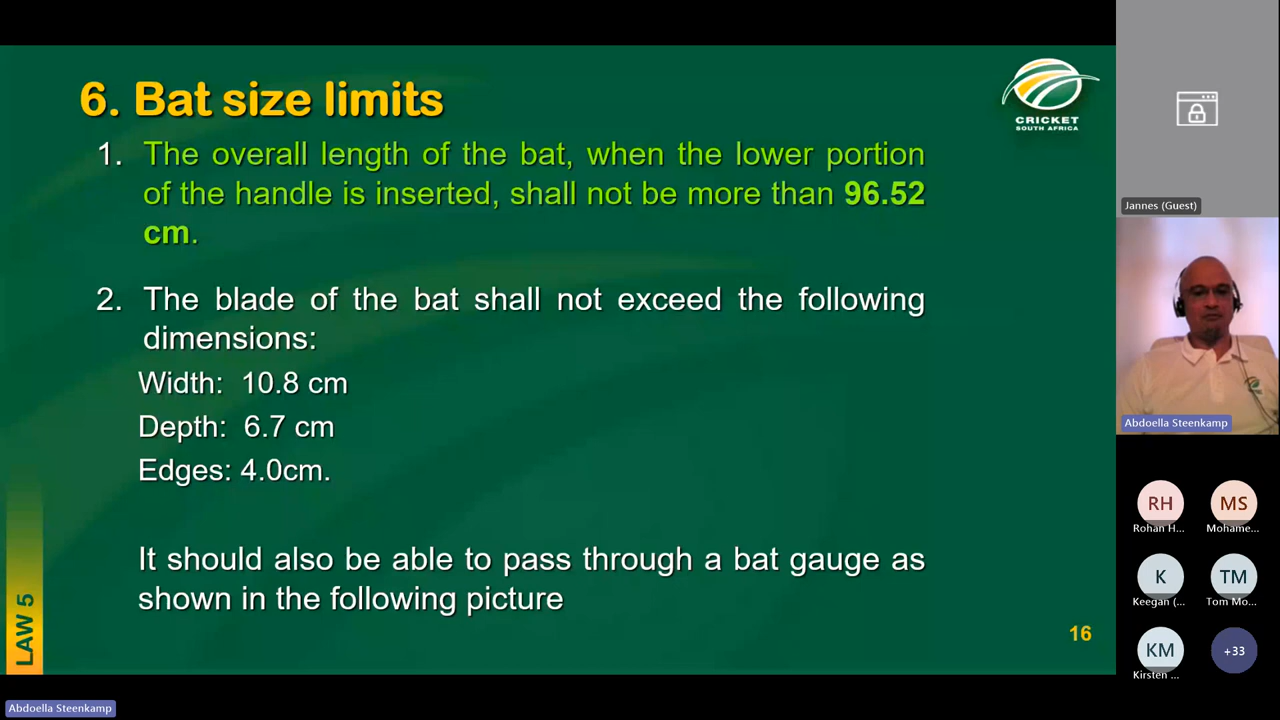 6. Bat size limits
CRICKET
SOUTH AFRICA
1. The overall length of the bat, when the lower portion
of the handle is inserted, shall not be more than 96.52
cm.
2. The blade of the bat shall not exceed the following
dimensions:
Width: 10.8 cm
Depth: 6.7 cm
Edges: 4.0cm.
It should also be able to pass through a bat gauge as
shown in the following picture
LAW 5
16
Jannes (Guest)
Abdoella Steenkamp
RH
MS
Rohan H...
Mohame...
K
TM
Keegan (...
Tom Mo...
KM
+33
Kirsten ...
Abdoella Steenkamp